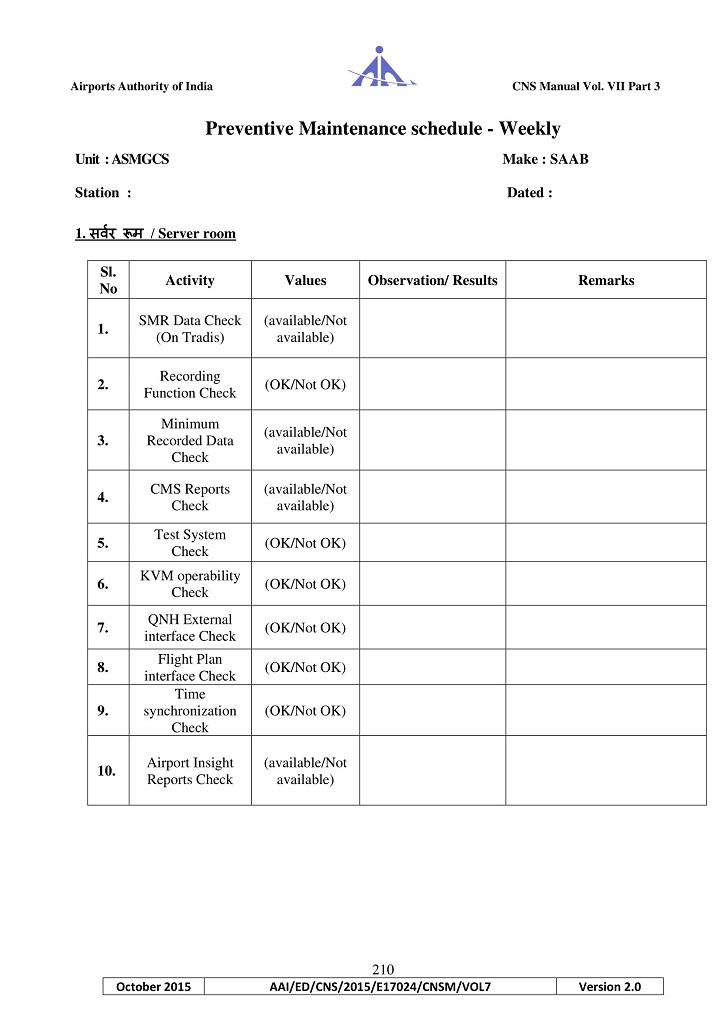 Airports Authority of India CNS Manual Vol. VII Part 3
Preventive Maintenance schedule - Weekly
Unit : ASMGCS Make : SAAB
Station : Dated :
1. सर्वर रूम / Server room
Sl. No Activity Values Observation/ Results Remarks
1. SMR Data Check (On Tradis) (available/Not available)
2. Recording Function Check (OK/Not OK)
3. Minimum Recorded Data Check (available/Not available)
4. CMS Reports Check (available/Not available)
5. Test System Check (OK/Not OK)
6. KVM operability Check (OK/Not OK)
7. QNH External interface Check (OK/Not OK)
8. Flight Plan interface Check (OK/Not OK)
9. Time synchronization Check (OK/Not OK)
10. Airport Insight Reports Check (available/Not available)
210
October 2015 AAI/ED/CNS/2015/E17024/CNSM/VOL7 Version 2.0